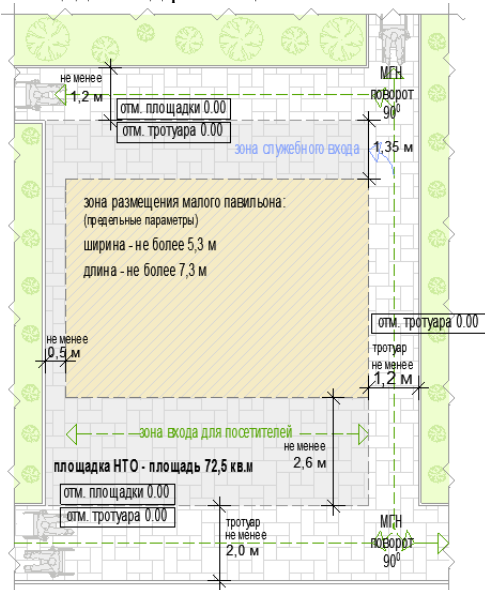 МГН
поворот
90⁰
не менее
1,2 м
отм. площадки 0.00
отм. тротуара 0.00
зона служебного входа
1,35 м
зона размещения малого павильона:
(предельные параметры)
ширина - не более 5,3 м
длина - не более 7,3 м
отм. тротуара 0.00
не менее
0,5 м
тротуар
не менее
1,2 м
зона входа для посетителей
не менее
2,6 м
площадка НТО - площадь 72,5 кв.м
отм. площадки 0.00
отм. тротуара 0.00
тротуар
не менее
2,0 м
МГН
поворот
90⁰